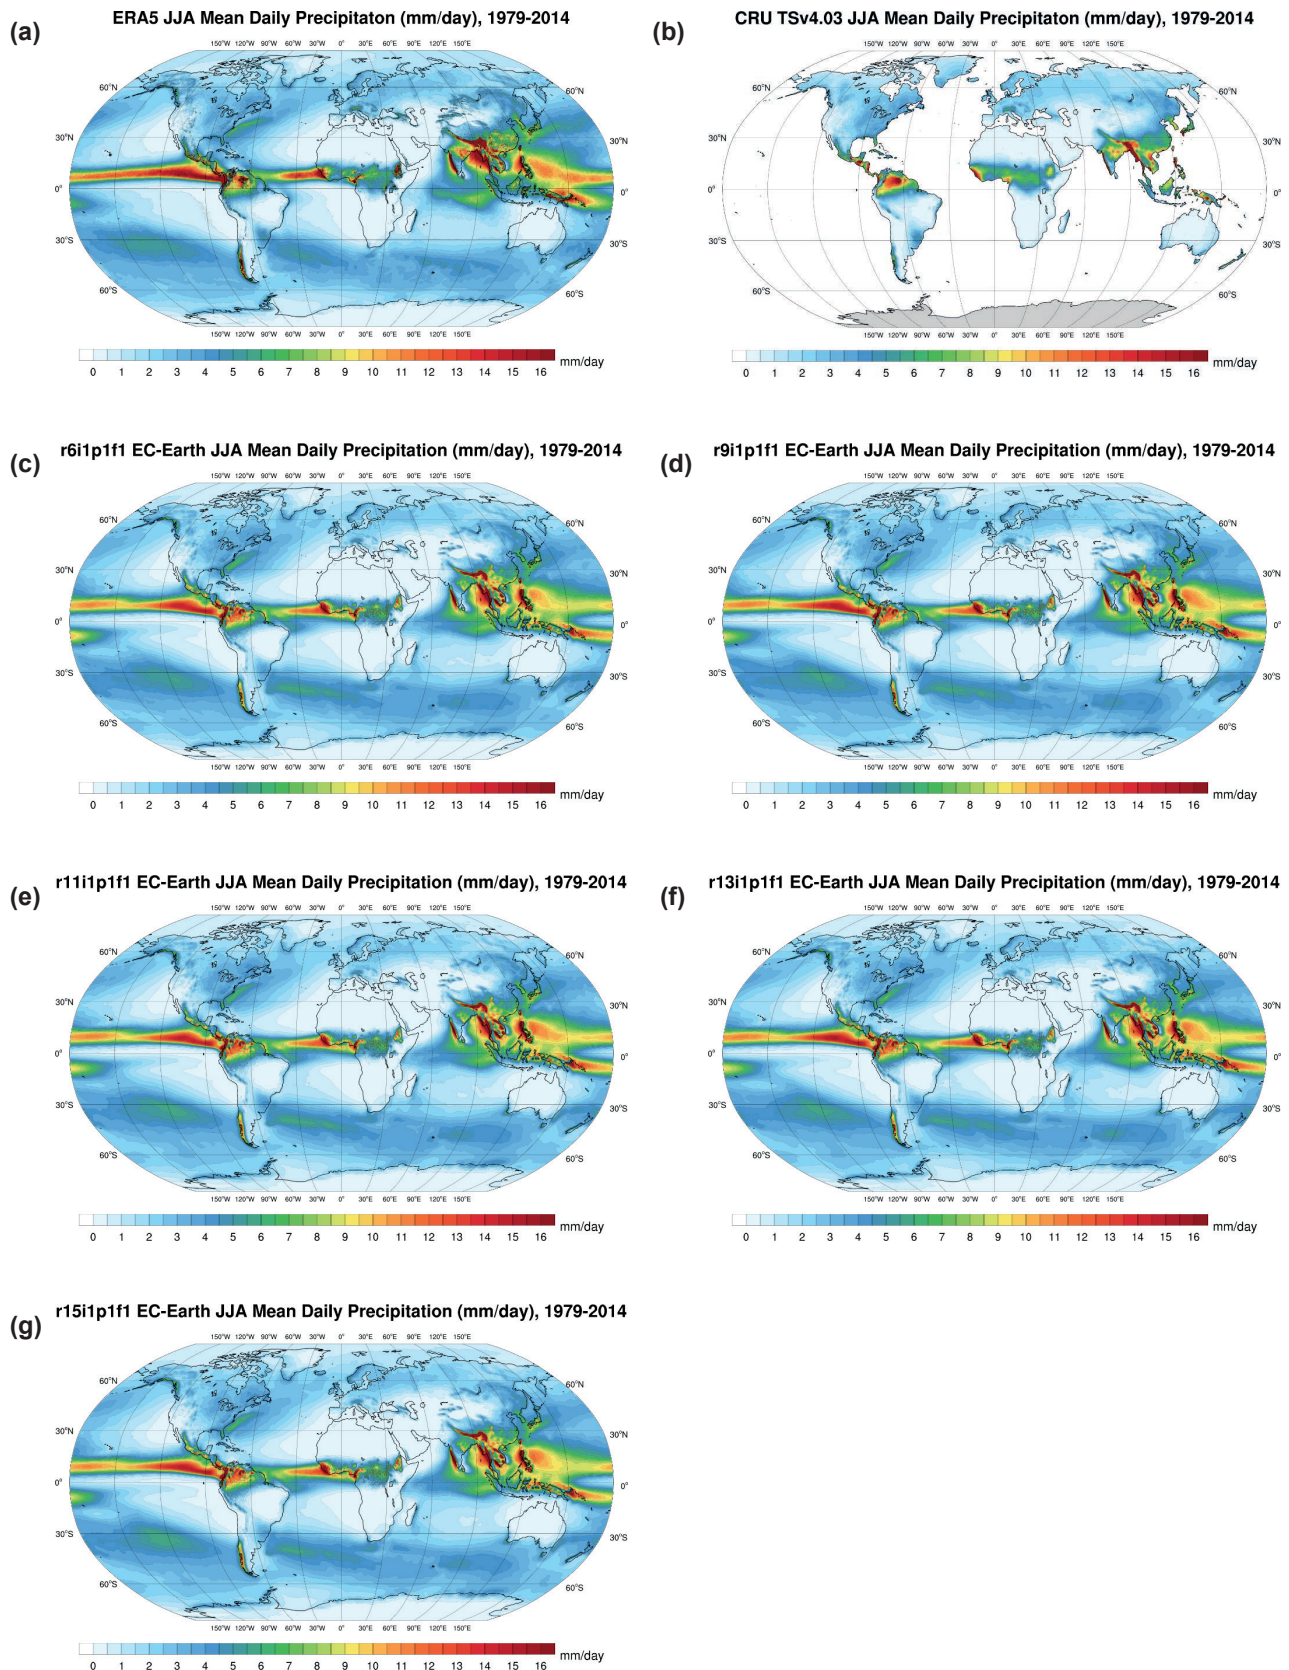 ERA5 JJA Mean Daily Precipitation (mm/day), 1979-2014
(a)
150°W 120°W 90°W 60°W 30°W 0° 30°E 60°E 90°E 120°E 150°E
60°N 60°N
30°N 30°N
0° 0°
30°S 30°S
60°S 60°S
150°W 120°W 90°W 60°W 30°W 0° 30°E 60°E 90°E 120°E 150°E
0 1 2 3 4 5 6 7 8 9 10 11 12 13 14 15 16 mm/day
CRU TSv4.03 JJA Mean Daily Precipitaton (mm/day), 1979-2014
(b)
150°W 120°W 90°W 60°W 30°W 0° 30°E 60°E 90°E 120°E 150°E
60°N 60°N
30°N 30°N
0° 0°
30°S 30°S
60°S 60°S
150°W 120°W 90°W 60°W 30°W 0° 30°E 60°E 90°E 120°E 150°E
0 1 2 3 4 5 6 7 8 9 10 11 12 13 14 15 16 mm/day
r6i1p1f1 EC-Earth JJA Mean Daily Precipitation (mm/day), 1979-2014
(c)
150°W 120°W 90°W 60°W 30°W 0° 30°E 60°E 90°E 120°E 150°E
60°N 60°N
30°N 30°N
0° 0°
30°S 30°S
60°S 60°S
150°W 120°W 90°W 60°W 30°W 0° 30°E 60°E 90°E 120°E 150°E
0 1 2 3 4 5 6 7 8 9 10 11 12 13 14 15 16 mm/day
r9i1p1f1 EC-Earth JJA Mean Daily Precipitation (mm/day), 1979-2014
(d)
150°W 120°W 90°W 60°W 30°W 0° 30°E 60°E 90°E 120°E 150°E
60°N 60°N
30°N 30°N
0° 0°
30°S 30°S
60°S 60°S
150°W 120°W 90°W 60°W 30°W 0° 30°E 60°E 90°E 120°E 150°E
0 1 2 3 4 5 6 7 8 9 10 11 12 13 14 15 16 mm/day
r11i1p1f1 EC-Earth JJA Mean Daily Precipitation (mm/day), 1979-2014
(e)
150°W 120°W 90°W 60°W 30°W 0° 30°E 60°E 90°E 120°E 150°E
60°N 60°N
30°N 30°N
0° 0°
30°S 30°S
60°S 60°S
150°W 120°W 90°W 60°W 30°W 0° 30°E 60°E 90°E 120°E 150°E
0 1 2 3 4 5 6 7 8 9 10 11 12 13 14 15 16 mm/day
r13i1p1f1 EC-Earth JJA Mean Daily Precipitation (mm/day), 1979-2014
(f)
150°W 120°W 90°W 60°W 30°W 0° 30°E 60°E 90°E 120°E 150°E
60°N 60°N
30°N 30°N
0° 0°
30°S 30°S
60°S 60°S
150°W 120°W 90°W 60°W 30°W 0° 30°E 60°E 90°E 120°E 150°E
0 1 2 3 4 5 6 7 8 9 10 11 12 13 14 15 16 mm/day
r15i1p1f1 EC-Earth JJA Mean Daily Precipitation (mm/day), 1979-2014
(g)
150°W 120°W 90°W 60°W 30°W 0° 30°E 60°E 90°E 120°E 150°E
60°N 60°N
30°N 30°N
0° 0°
30°S 30°S
60°S 60°S
150°W 120°W 90°W 60°W 30°W 0° 30°E 60°E 90°E 120°E 150°E
0 1 2 3 4 5 6 7 8 9 10 11 12 13 14 15 16 mm/day